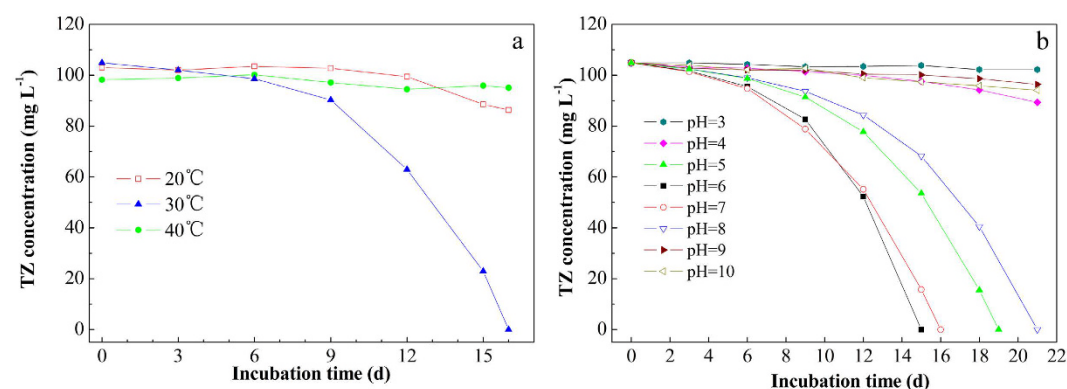 a
TZ concentration (mg L⁻¹)
120
100
80
60
40
20
0
20℃
30℃
40℃
0 3 6 9 12 15
Incubation time (d)
b
TZ concentration (mg L⁻¹)
120
100
80
60
40
20
0
pH=3
pH=4
pH=5
pH=6
pH=7
pH=8
pH=9
pH=10
0 2 4 6 8 10 12 14 16 18 20 22
Incubation time (d)